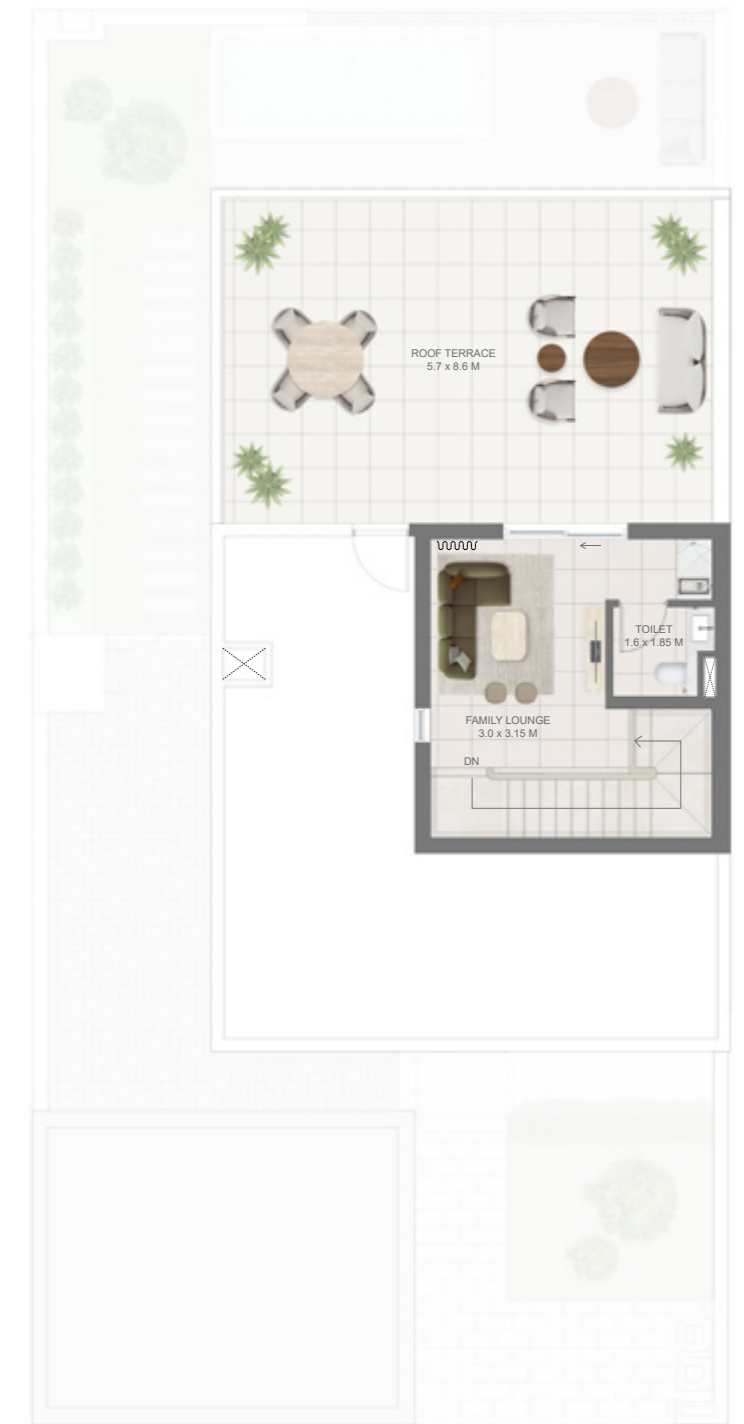 ROOF TERRACE
5.7 x 8.6 M
TOILET
1.6 x 1.85 M
FAMILY LOUNGE
3.0 x 3.15 M
DN